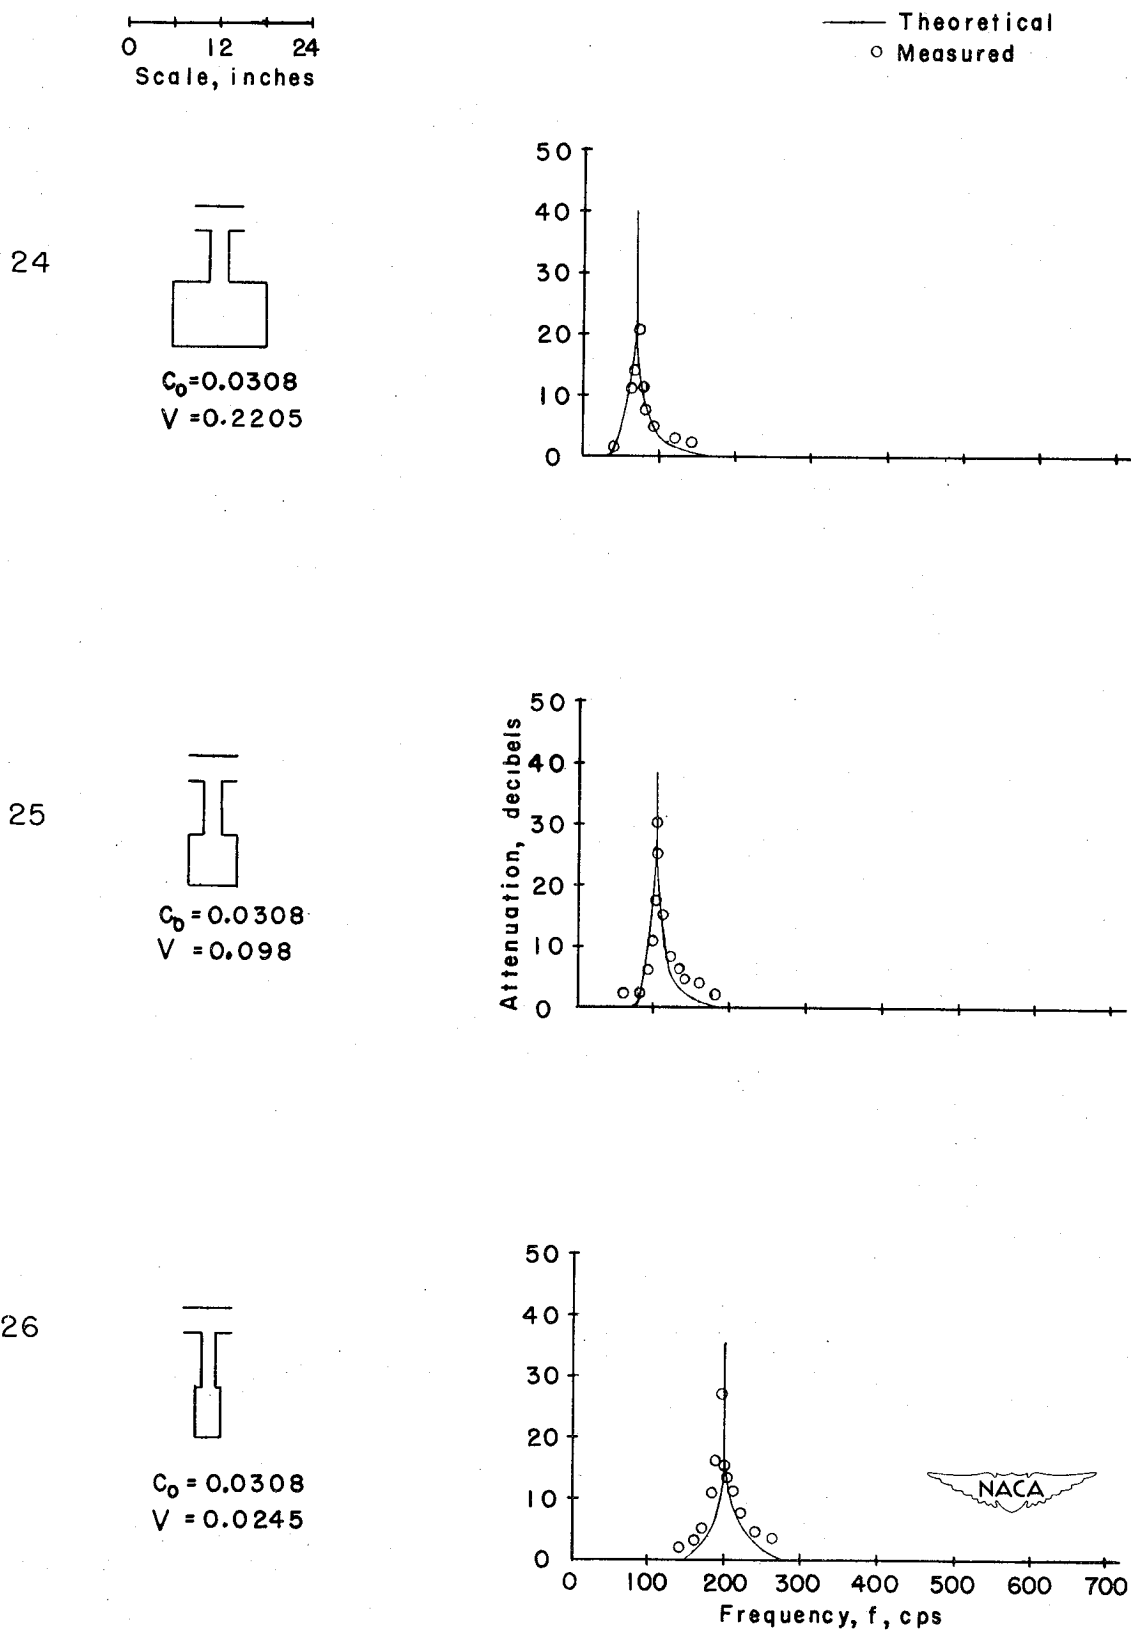 0 12 24
Scale, inches
Theoretical
Measured
24
C₀=0.0308
V =0.2205
50
40
30
20
10
0
25
C₀=0.0308
V =0.098
Attenuation, decibels
50
40
30
20
10
0
26
C₀=0.0308
V =0.0245
50
40
30
20
10
0
0 100 200 300 400 500 600 700
Frequency, f, cps
NACA